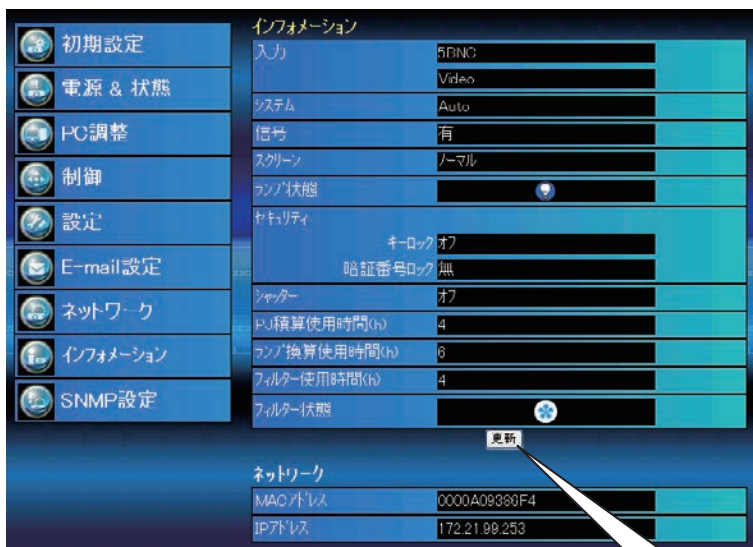 初期設定
電源 & 状態
PC調整
制御
設定
E-mail設定
ネットワーク
インフォメーション
SNMP設定
インフォメーション
入力 5BNC
Video
システム Auto
信号 有
スクリーン ノーマル
ランプ状態
セキュリティ
キーロック オフ
暗証番号ロック 無
シャッター オフ
PJ積算使用時間(h) 4
ランプ換算使用時間(h) 6
フィルター使用時間(h) 4
フィルター状態
更新
ネットワーク
MACアドレス 0000A09386F4
IPアドレス 172.21.99.253